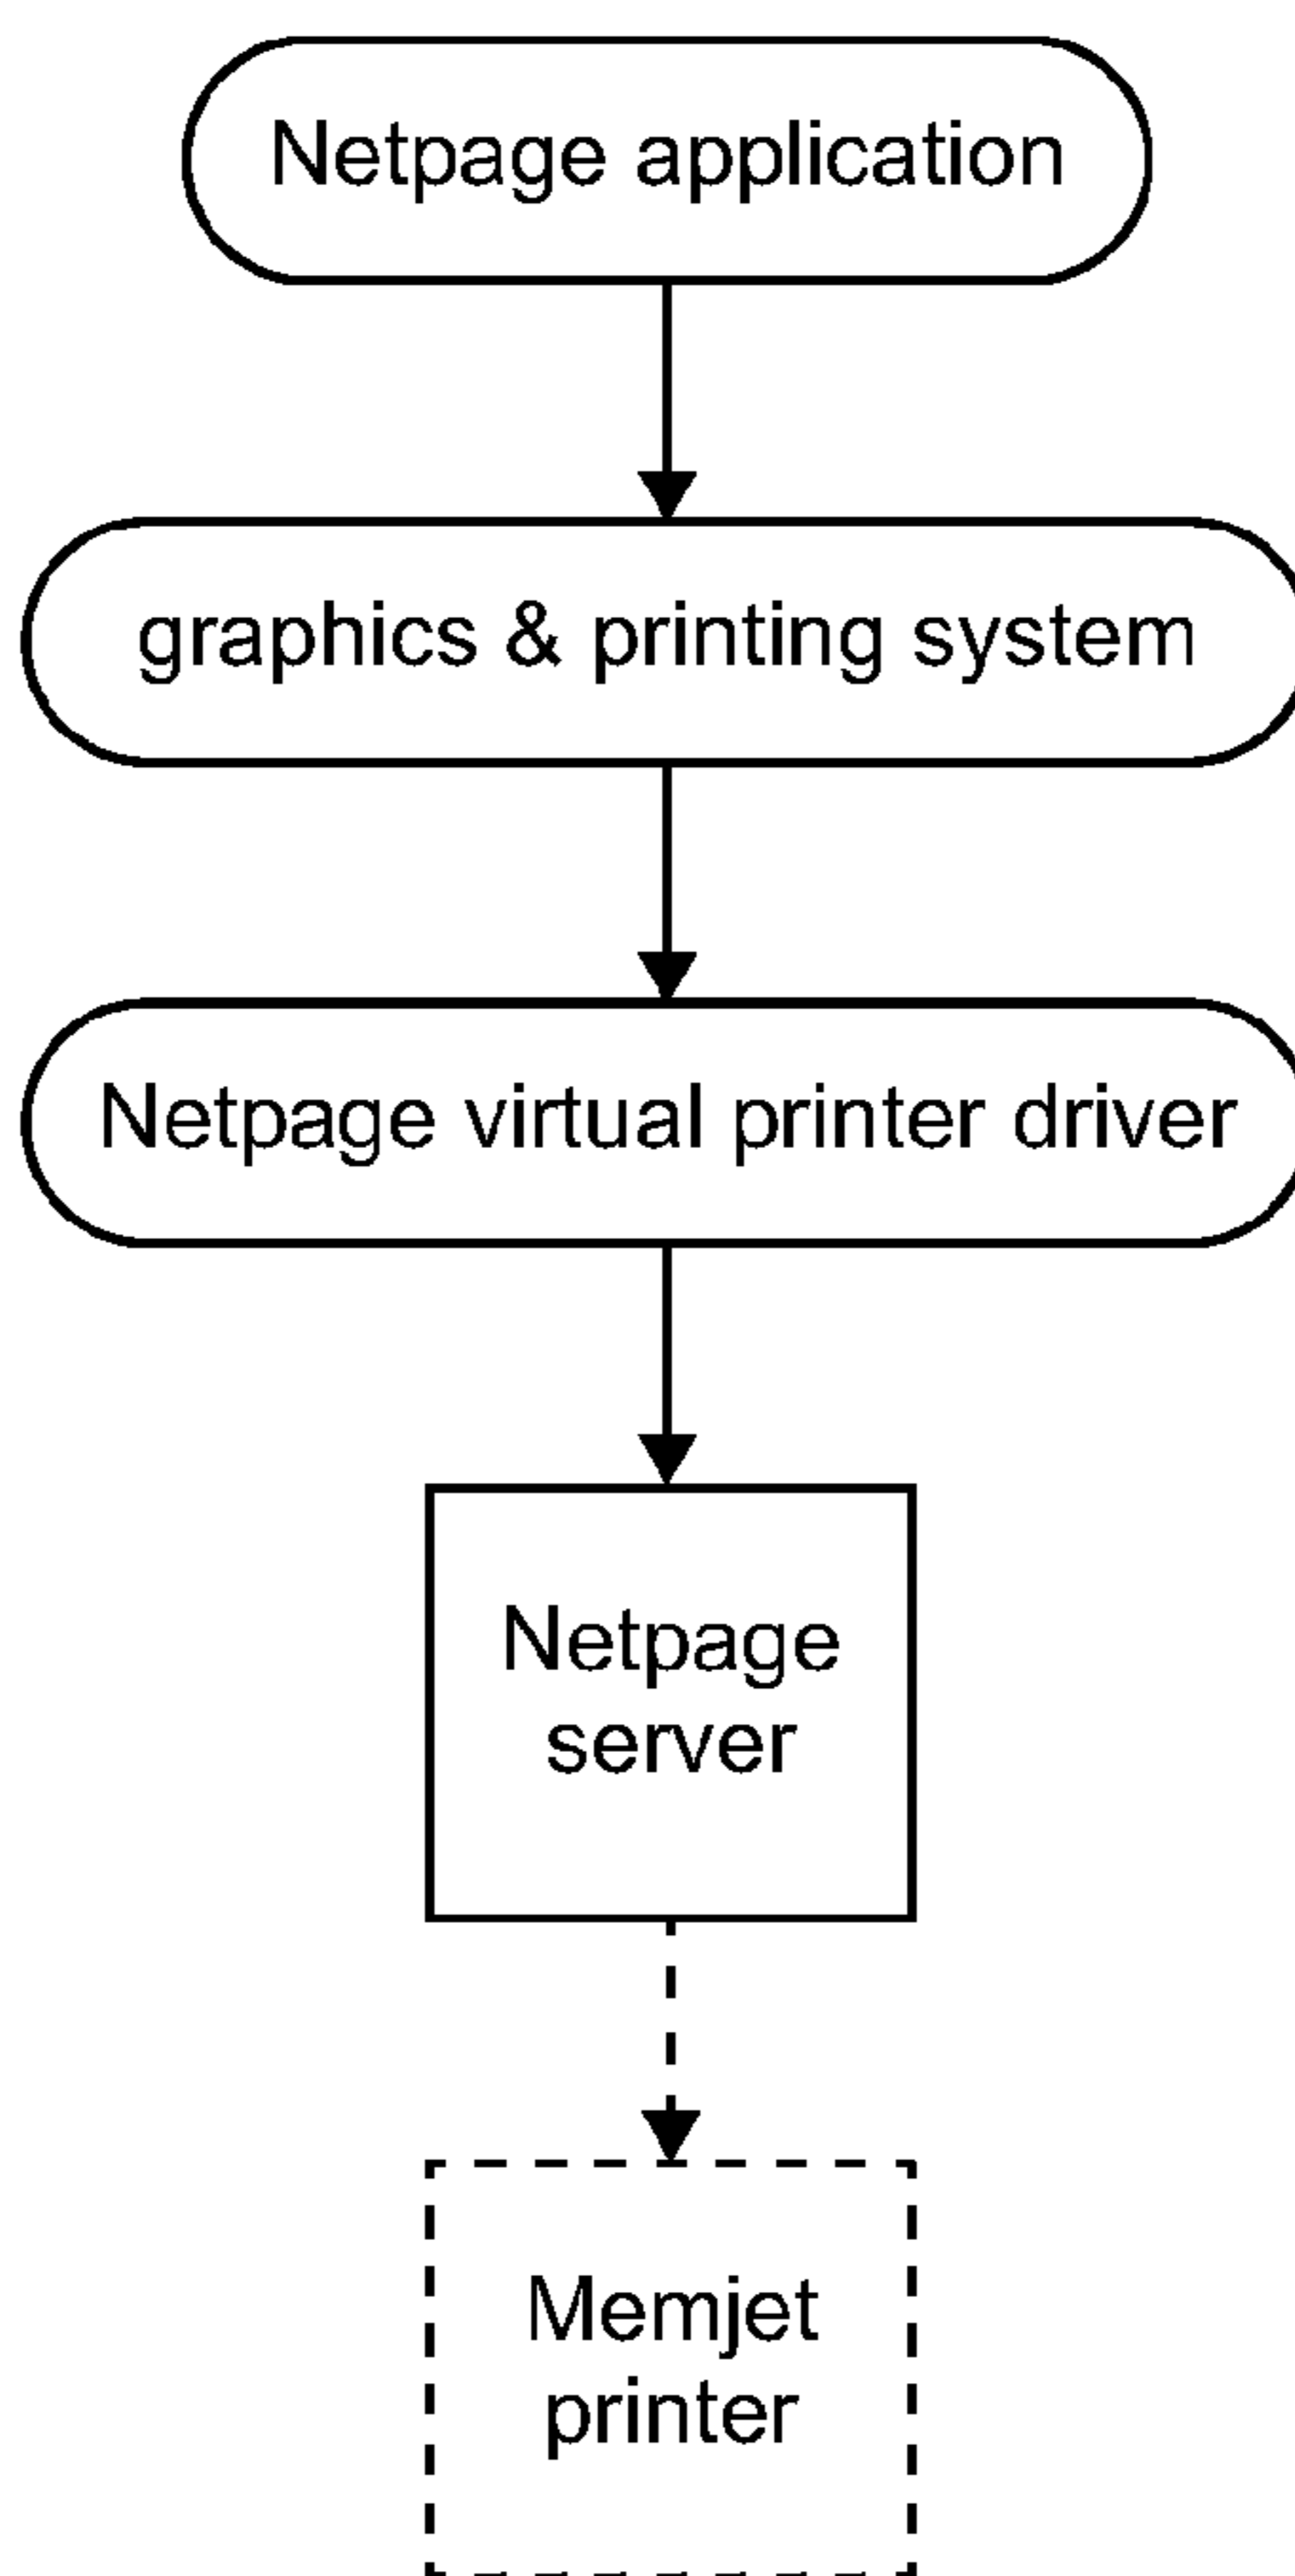 Netpage application
graphics & printing system
Netpage virtual printer driver
Netpage
server
Memjet
printer